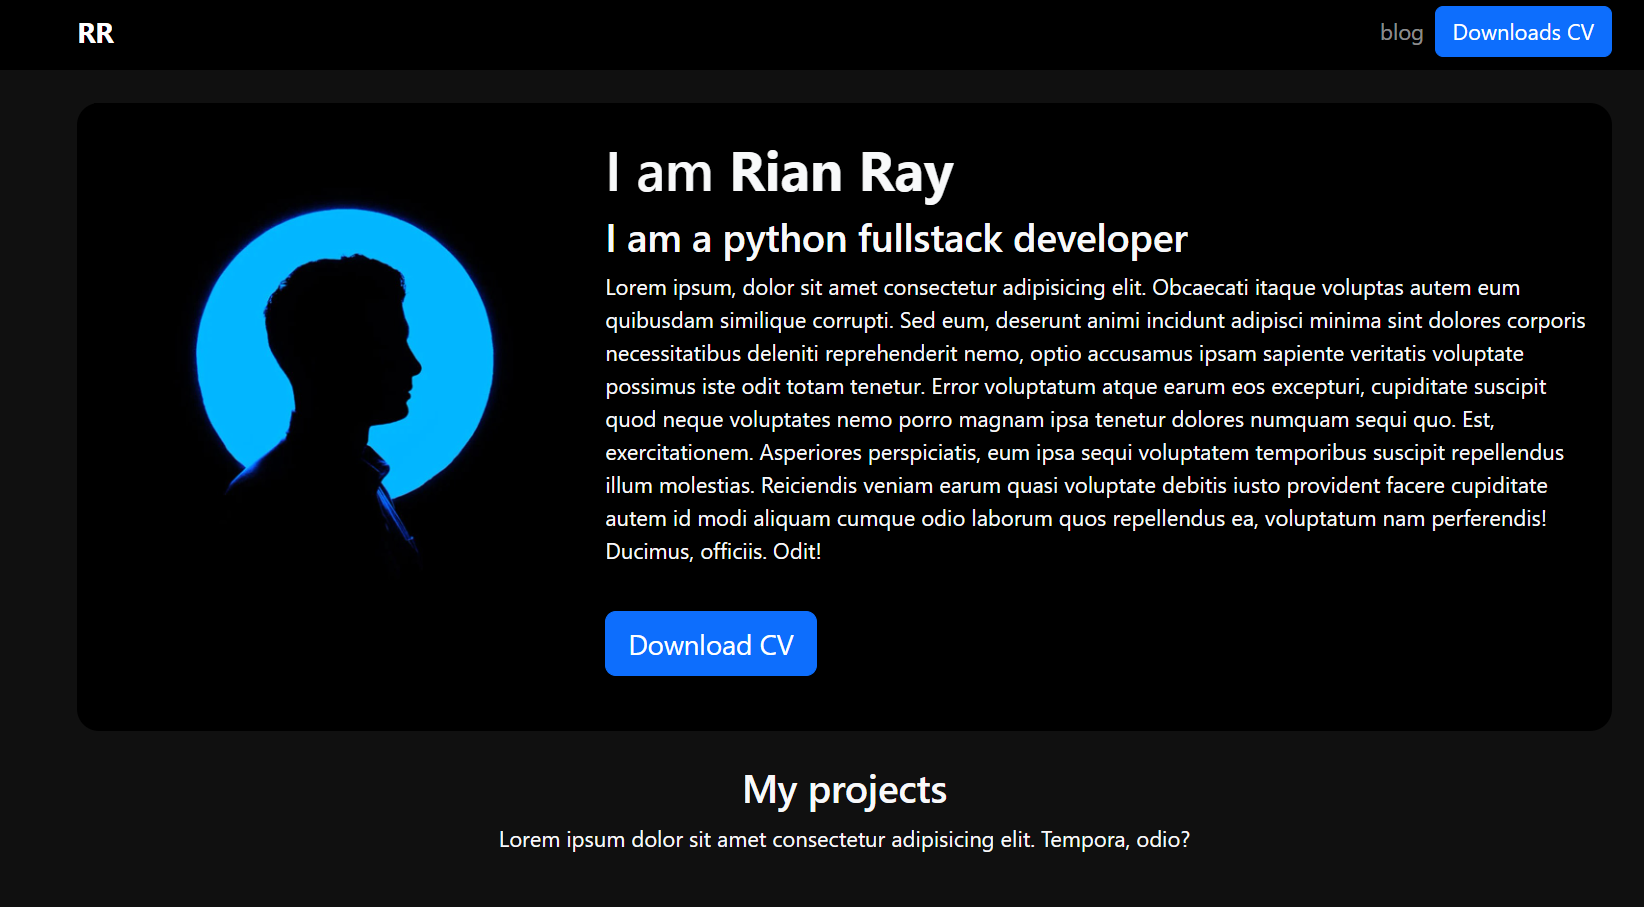 RR
blog
Downloads CV
I am Rian Ray
I am a python fullstack developer
Lorem ipsum, dolor sit amet consectetur adipisicing elit. Obcaecati itaque voluptas autem eum
quibusdam similique corrupti. Sed eum, deserunt animi incidunt adipisci minima sint dolores corporis
necessitatibus deleniti reprehenderit nemo, optio accusamus ipsam sapiente veritatis voluptate
possimus iste odit totam tenetur. Error voluptatum atque earum eos excepturi, cupiditate suscipit
quod neque voluptates nemo porro magnam ipsa tenetur dolores numquam sequi quo. Est,
exercitationem. Asperiores perspiciatis, eum ipsa sequi voluptatem temporibus suscipit repellendus
illum molestias. Reiciendis veniam earum quasi voluptate debitis iusto provident facere cupiditate
autem id modi aliquam cumque odio laborum quos repellendus ea, voluptatum nam perferendis!
Ducimus, officiis. Odit!
Download CV
My projects
Lorem ipsum dolor sit amet consectetur adipisicing elit. Tempora, odio?